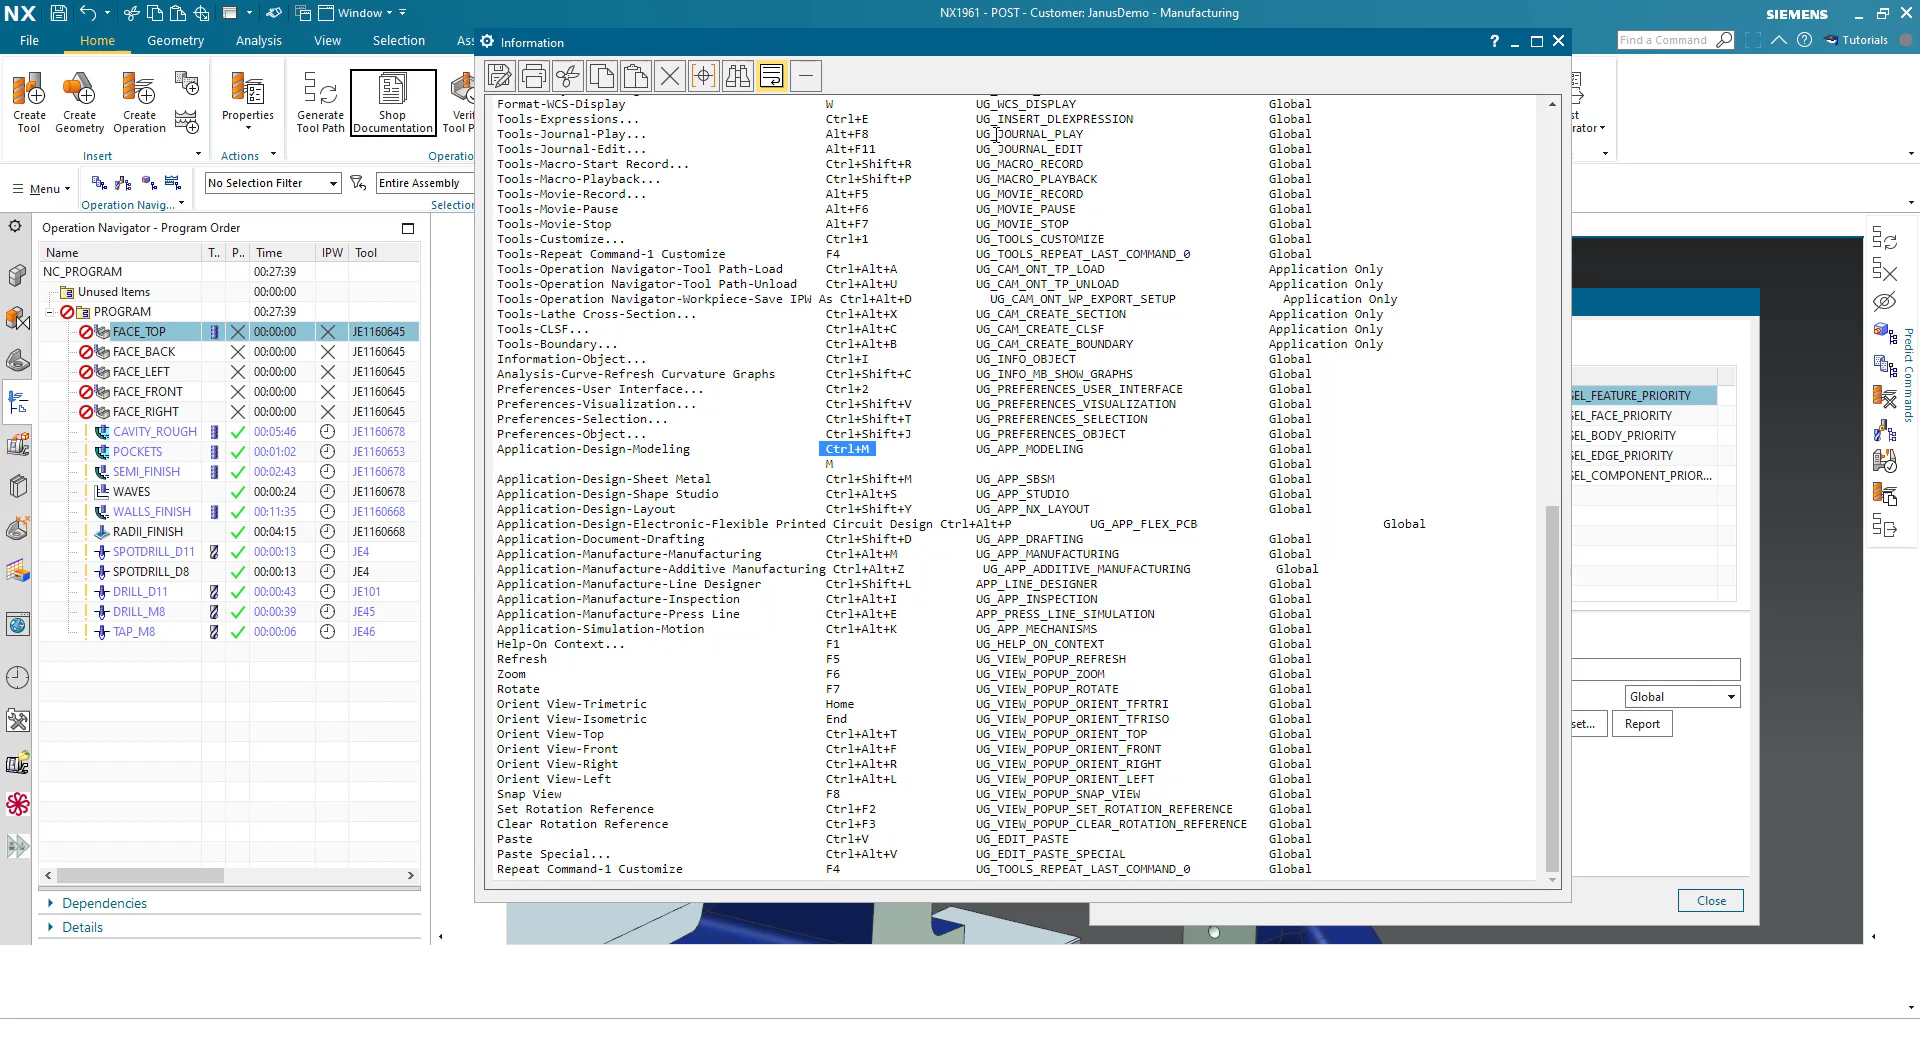 NX
Window
NX1961 - POST - Customer: JanusDemo - Manufacturing
SIEMENS
File Home Geometry Analysis View Selection
Find a Command
Tutorials
Create Tool
Create Geometry
Create Operation
Insert
Properties
Actions
Generate Tool Path
Shop Documentation
Menu
Operation Navig...
No Selection Filter
Entire Assembly
Operation Navigator - Program Order
Name T.. P.. Time IPW Tool
NC_PROGRAM 00:27:39
Unused Items 00:00:00
PROGRAM 00:27:39
FACE_TOP 00:00:00 JE1160645
FACE_BACK 00:00:00 JE1160645
FACE_LEFT 00:00:00 JE1160645
FACE_FRONT 00:00:00 JE1160645
FACE_RIGHT 00:00:00 JE1160645
CAVITY_ROUGH 00:05:46 JE1160678
POCKETS 00:01:02 JE1160653
SEMI_FINISH 00:02:43 JE1160678
WAVES 00:00:24 JE1160678
WALLS_FINISH 00:11:35 JE1160668
RADII_FINISH 00:04:15 JE1160668
SPOTDRILL_D11 00:00:13 JE4
SPOTDRILL_D8 00:00:13 JE4
DRILL_D11 00:00:43 JE101
DRILL_M8 00:00:39 JE45
TAP_M8 00:00:06 JE46
Dependencies
Details
Information
Format-WCS-Display W UG_WCS_DISPLAY Global
Tools-Expressions... Ctrl+E UG_INSERT_DLEXPRESSION Global
Tools-Journal-Play... Alt+F8 UG_JOURNAL_PLAY Global
Tools-Journal-Edit... Alt+F11 UG_JOURNAL_EDIT Global
Tools-Macro-Start Record... Ctrl+Shift+R UG_MACRO_RECORD Global
Tools-Macro-Playback... Ctrl+Shift+P UG_MACRO_PLAYBACK Global
Tools-Movie-Record... Alt+F5 UG_MOVIE_RECORD Global
Tools-Movie-Pause Alt+F6 UG_MOVIE_PAUSE Global
Tools-Movie-Stop Alt+F7 UG_MOVIE_STOP Global
Tools-Customize... Ctrl+1 UG_TOOLS_CUSTOMIZE Global
Tools-Repeat Command-1 Customize F4 UG_TOOLS_REPEAT_LAST_COMMAND_0 Global
Tools-Operation Navigator-Tool Path-Load Ctrl+Alt+A UG_CAM_ONT_TP_LOAD Application Only
Tools-Operation Navigator-Tool Path-Unload Ctrl+Alt+U UG_CAM_ONT_TP_UNLOAD Application Only
Tools-Operation Navigator-Workpiece-Save IPW As Ctrl+Alt+D UG_CAM_ONT_WP_EXPORT_SETUP Application Only
Tools-Lathe Cross-Section... Ctrl+Alt+X UG_CAM_CREATE_SECTION Application Only
Tools-CLSF... Ctrl+Alt+C UG_CAM_CREATE_CLSF Application Only
Tools-Boundary... Ctrl+Alt+B UG_CAM_CREATE_BOUNDARY Application Only
Information-Object... Ctrl+I UG_INFO_OBJECT Global
Analysis-Curve-Refresh Curvature Graphs Ctrl+Shift+C UG_INFO_MB_SHOW_GRAPHS Global
Preferences-User Interface... Ctrl+2 UG_PREFERENCES_USER_INTERFACE Global
Preferences-Visualization... Ctrl+Shift+V UG_PREFERENCES_VISUALIZATION Global
Preferences-Selection... Ctrl+Shift+T UG_PREFERENCES_SELECTION Global
Preferences-Object... Ctrl+Shift+J UG_PREFERENCES_OBJECT Global
Application-Design-Modeling Ctrl+M UG_APP_MODELING Global
M Global
Application-Design-Sheet Metal Ctrl+Shift+M UG_APP_SBSM Global
Application-Design-Shape Studio Ctrl+Alt+S UG_APP_STUDIO Global
Application-Design-Layout Ctrl+Shift+Y UG_APP_NX_LAYOUT Global
Application-Design-Electronic-Flexible Printed Circuit Design Ctrl+Alt+P UG_APP_FLEX_PCB Global
Application-Document-Drafting Ctrl+Shift+D UG_APP_DRAFTING Global
Application-Manufacture-Manufacturing Ctrl+Alt+M UG_APP_MANUFACTURING Global
Application-Manufacture-Additive Manufacturing Ctrl+Alt+Z UG_APP_ADDITIVE_MANUFACTURING Global
Application-Manufacture-Line Designer Ctrl+Shift+L APP_LINE_DESIGNER Global
Application-Manufacture-Inspection Ctrl+Alt+I UG_APP_INSPECTION Global
Application-Manufacture-Press Line Ctrl+Alt+E APP_PRESS_LINE_SIMULATION Global
Application-Simulation-Motion Ctrl+Alt+K UG_APP_MECHANISMS Global
Help-On Context... F1 UG_HELP_ON_CONTEXT Global
Refresh F5 UG_VIEW_POPUP_REFRESH Global
Zoom F6 UG_VIEW_POPUP_ZOOM Global
Rotate F7 UG_VIEW_POPUP_ROTATE Global
Orient View-Trimetric Home UG_VIEW_POPUP_ORIENT_TFRTRI Global
Orient View-Isometric End UG_VIEW_POPUP_ORIENT_TFRISO Global
Orient View-Top Ctrl+Alt+T UG_VIEW_POPUP_ORIENT_TOP Global
Orient View-Front Ctrl+Alt+F UG_VIEW_POPUP_ORIENT_FRONT Global
Orient View-Right Ctrl+Alt+R UG_VIEW_POPUP_ORIENT_RIGHT Global
Orient View-Left Ctrl+Alt+L UG_VIEW_POPUP_ORIENT_LEFT Global
Snap View F8 UG_VIEW_POPUP_SNAP_VIEW Global
Set Rotation Reference Ctrl+F2 UG_VIEW_POPUP_SET_ROTATION_REFERENCE Global
Clear Rotation Reference Ctrl+F3 UG_VIEW_POPUP_CLEAR_ROTATION_REFERENCE Global
Paste Ctrl+V UG_EDIT_PASTE Global
Paste Special... Ctrl+Alt+V UG_EDIT_PASTE_SPECIAL Global
Repeat Command-1 Customize F4 UG_TOOLS_REPEAT_LAST_COMMAND_0 Global
SEL_FEATURE_PRIORITY
SEL_FACE_PRIORITY
SEL_BODY_PRIORITY
SEL_EDGE_PRIORITY
SEL_COMPONENT_PRIOR...
Global
Report
Close
Predict Commands